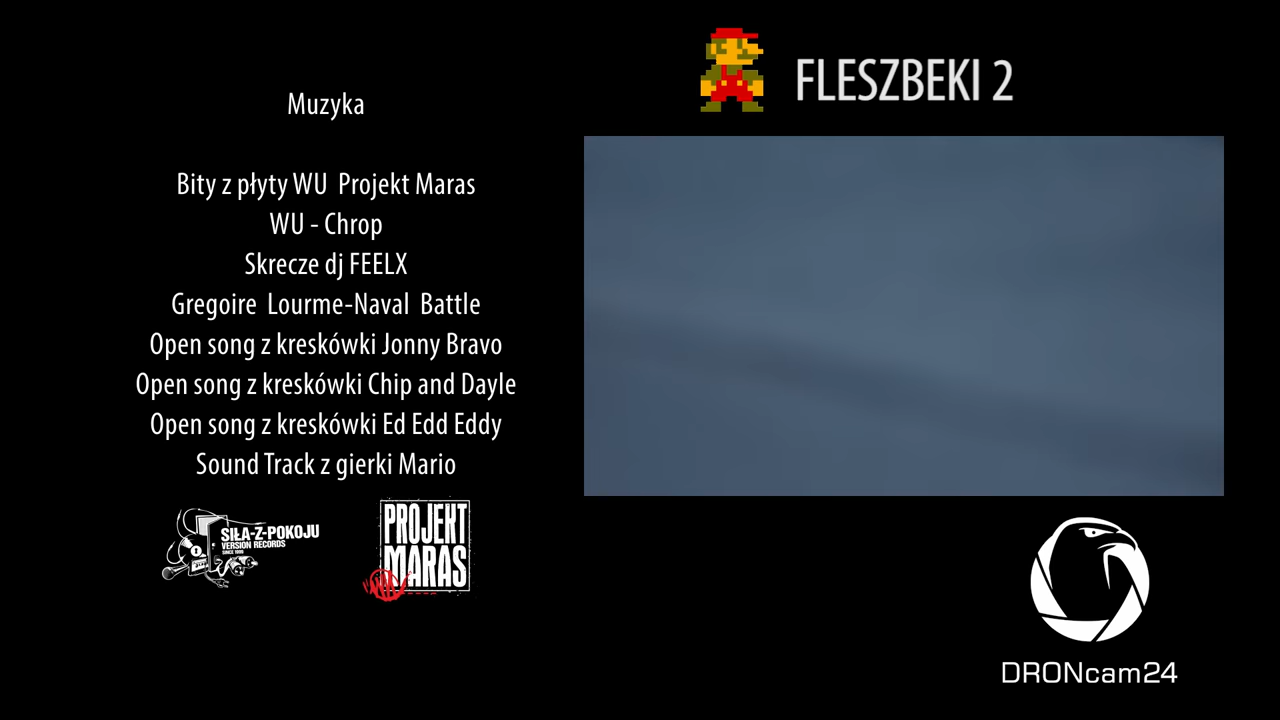 FLESZBEKI 2
Muzyka
Bity z płyty WU Projekt Maras
WU - Chrop
Skrecze dj FEELX
Gregoire Lourme-Naval Battle
Open song z kreskówki Jonny Bravo
Open song z kreskówki Chip and Dayle
Open song z kreskówki Ed Edd Eddy
Sound Track z gierki Mario
SIŁA-Z-POKOJU
VERSION RECORDS
SINCE 1999
PROJEKT
MARAS
DRONcam24